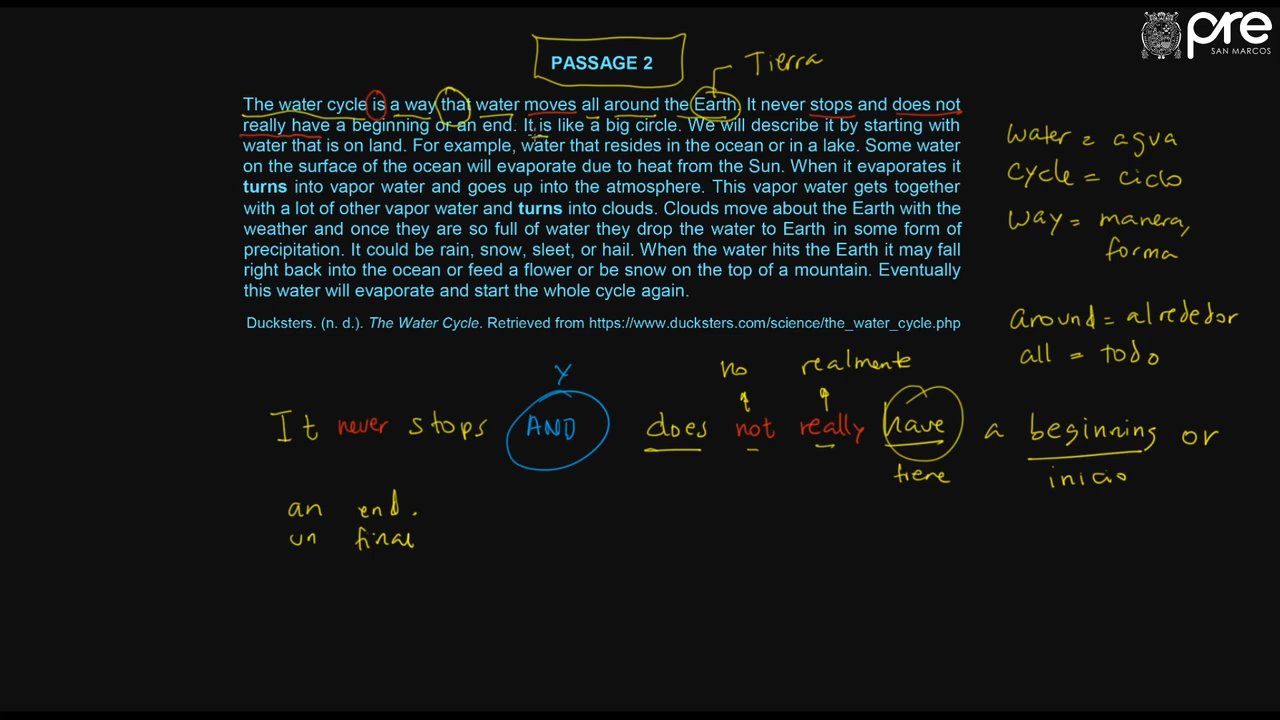 pre
SAN MARCOS
PASSAGE 2
Tierra
The water cycle is a way that water moves all around the Earth. It never stops and does not
really have a beginning or an end. It is like a big circle. We will describe it by starting with
water that is on land. For example, water that resides in the ocean or in a lake. Some water
on the surface of the ocean will evaporate due to heat from the Sun. When it evaporates it
turns into vapor water and goes up into the atmosphere. This vapor water gets together
with a lot of other vapor water and turns into clouds. Clouds move about the Earth with the
weather and once they are so full of water they drop the water to Earth in some form of
precipitation. It could be rain, snow, sleet, or hail. When the water hits the Earth it may fall
right back into the ocean or feed a flower or be snow on the top of a mountain. Eventually
this water will evaporate and start the whole cycle again.
Ducksters. (n. d.). The Water Cycle. Retrieved from https://www.ducksters.com/science/the_water_cycle.php
water = agua
cycle = ciclo
way = manera,
forma
around = alrededor
all = todo
y
no
realmente
It never stops AND does not really have a beginning or
tiene
inicio
an end.
un final